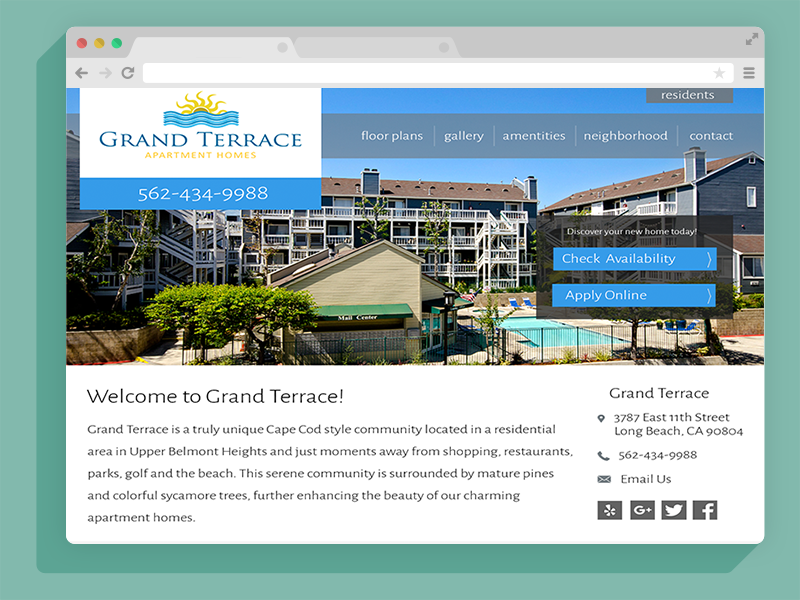 residents
GRAND TERRACE
APARTMENT HOMES
floor plans
gallery
amentities
neighborhood
contact
562-434-9988
Discover your new home today!
Check Availability
Apply Online
Mail Center
Welcome to Grand Terrace!
Grand Terrace is a truly unique Cape Cod style community located in a residential
area in Upper Belmont Heights and just moments away from shopping, restaurants,
parks, golf and the beach. This serene community is surrounded by mature pines
and colorful sycamore trees, further enhancing the beauty of our charming
apartment homes.
Grand Terrace
3787 East 11th Street
Long Beach, CA 90804
562-434-9988
Email Us
G+